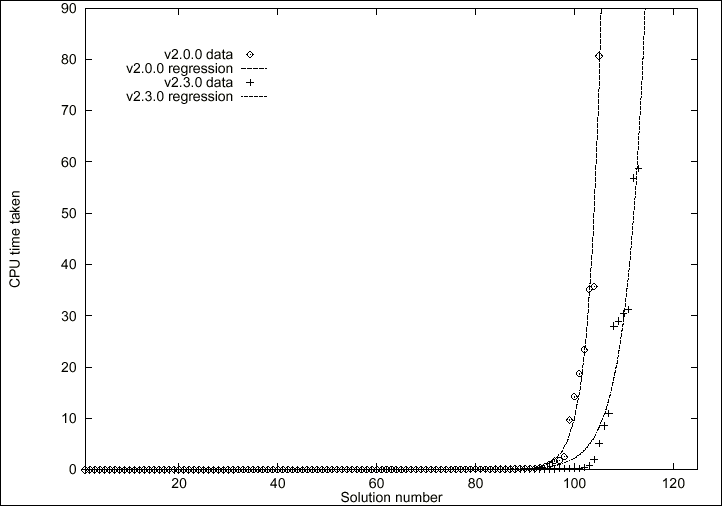 90
80
70
60
50
40
30
20
10
0
CPU time taken
v2.0.0 data
v2.0.0 regression
v2.3.0 data
v2.3.0 regression
20 40 60 80 100 120
Solution number